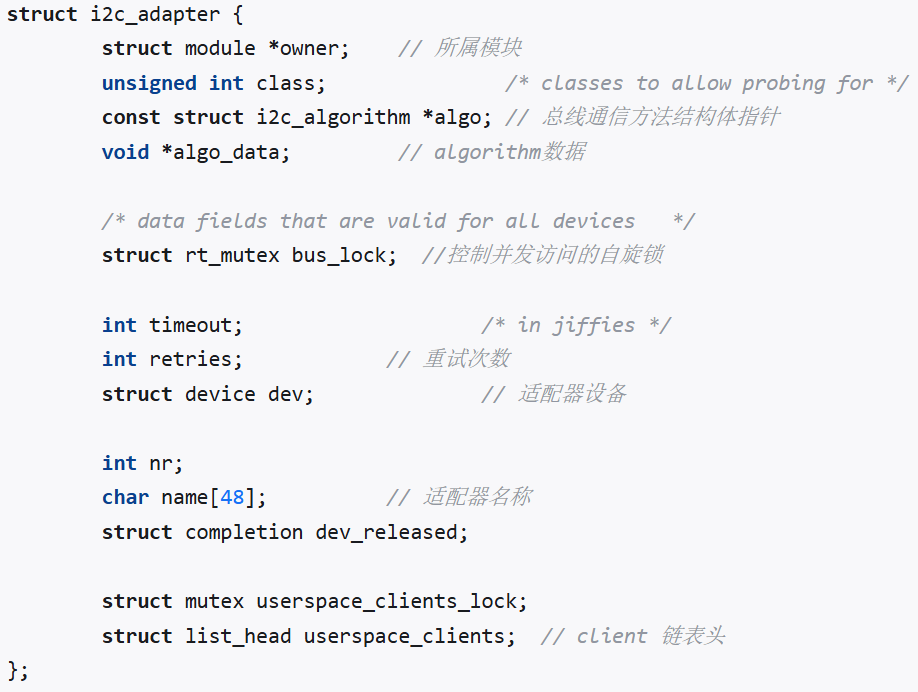 struct i2c_adapter {
struct module *owner; // 所属模块
unsigned int class; /* classes to allow probing for */
const struct i2c_algorithm *algo; // 总线通信方法结构体指针
void *algo_data; // algorithm数据
/* data fields that are valid for all devices */
struct rt_mutex bus_lock; //控制并发访问的自旋锁
int timeout; /* in jiffies */
int retries; // 重试次数
struct device dev; // 适配器设备
int nr;
char name[48]; // 适配器名称
struct completion dev_released;
struct mutex userspace_clients_lock;
struct list_head userspace_clients; // client 链表头
};